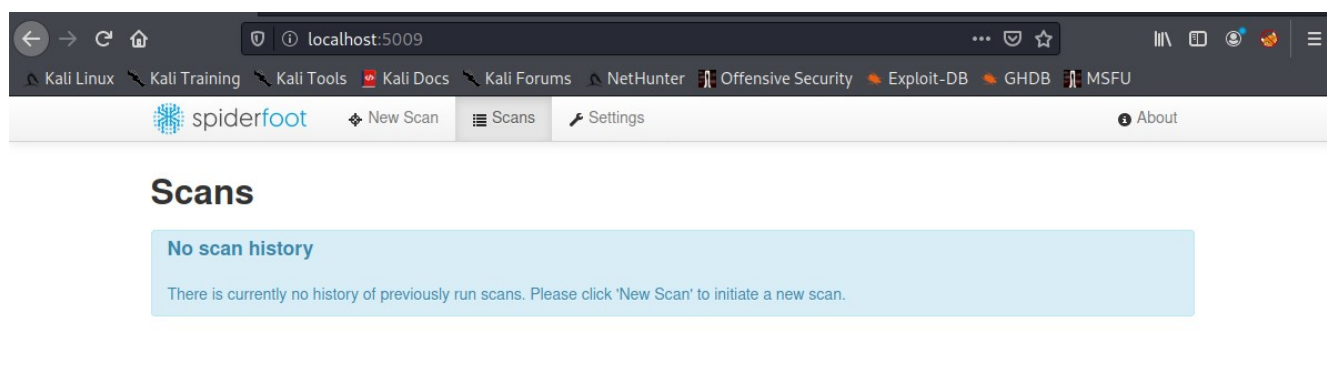 localhost:5009
Kali Linux Kali Training Kali Tools Kali Docs Kali Forums NetHunter Offensive Security Exploit-DB GHDB MSFU
spiderfoot New Scan Scans Settings About
Scans
No scan history
There is currently no history of previously run scans. Please click 'New Scan' to initiate a new scan.